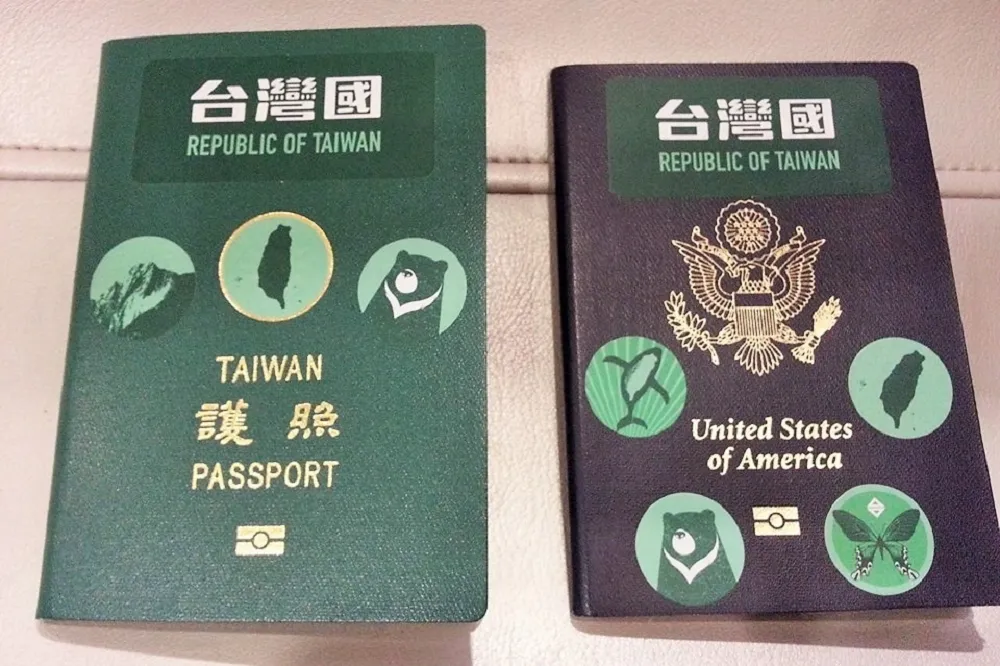 台灣國
REPUBLIC OF TAIWAN
TAIWAN
護照
PASSPORT
台灣國
REPUBLIC OF TAIWAN
United States
of America